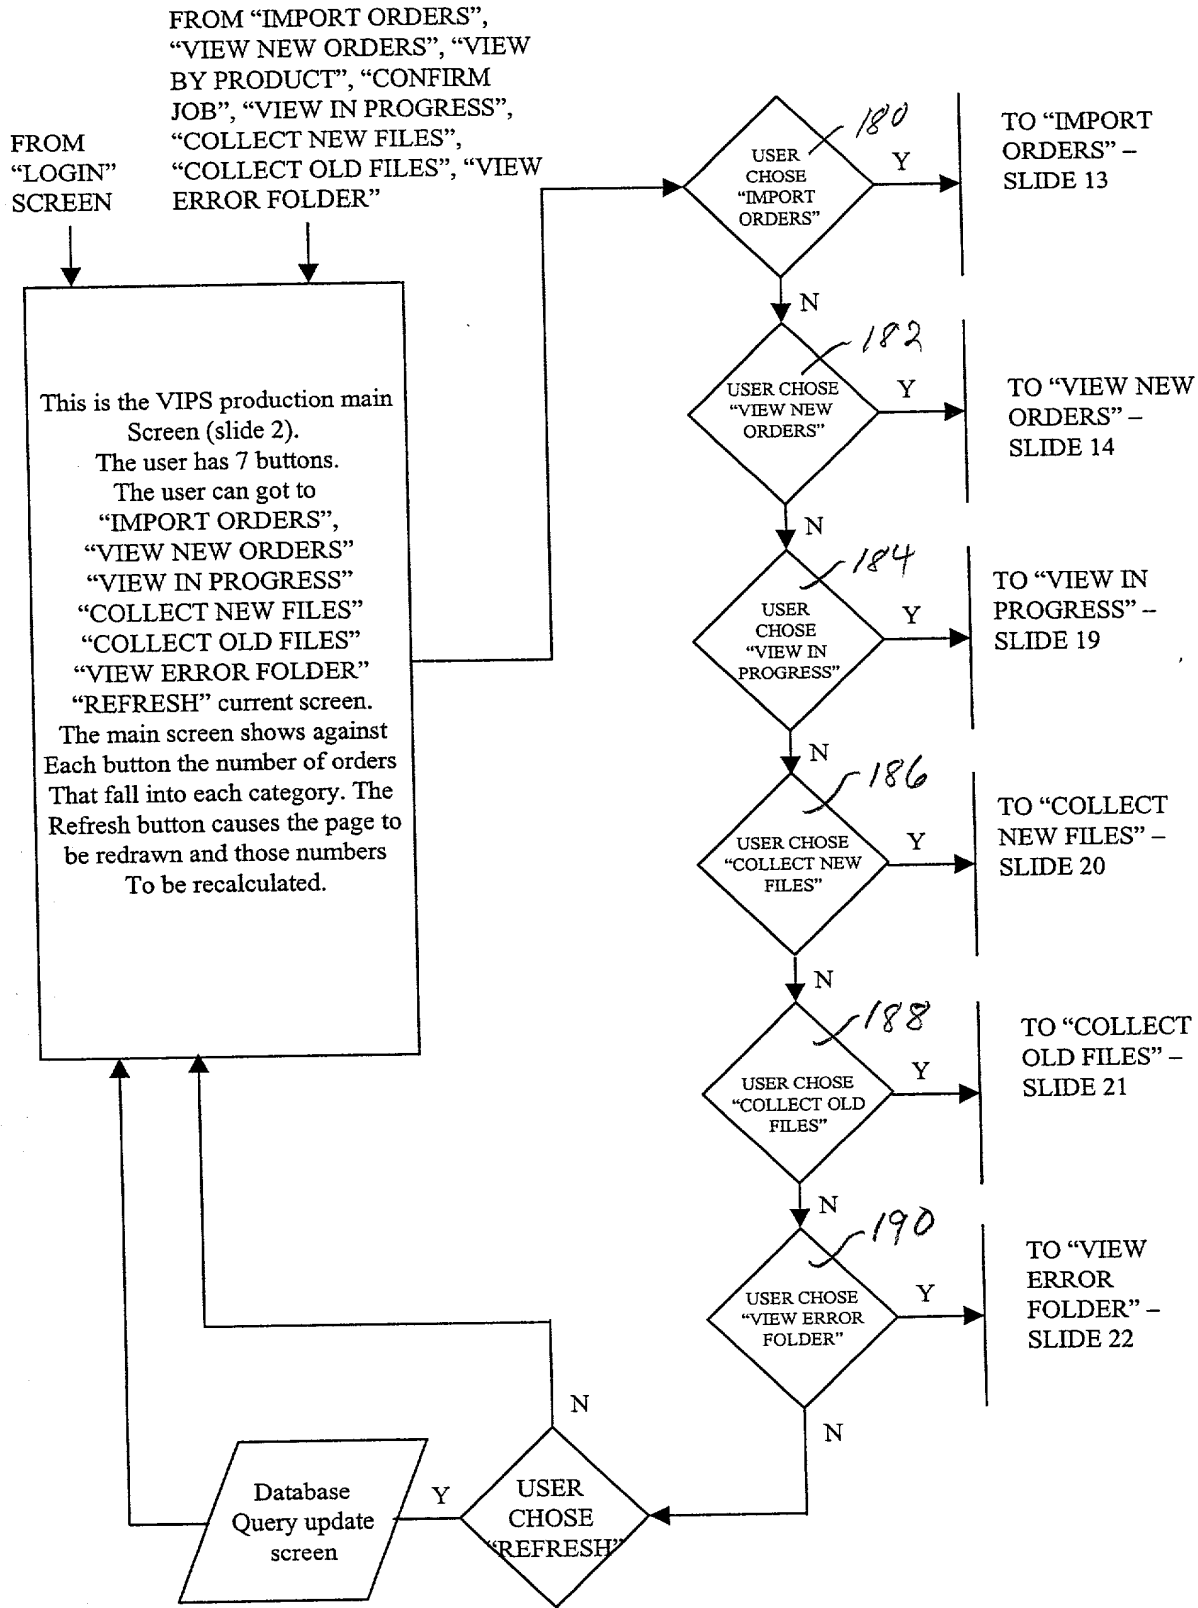 FROM “IMPORT ORDERS”,
“VIEW NEW ORDERS”, “VIEW
BY PRODUCT”, “CONFIRM
JOB”, “VIEW IN PROGRESS”,
“COLLECT NEW FILES”,
“COLLECT OLD FILES”, “VIEW
ERROR FOLDER”
FROM
“LOGIN”
SCREEN
This is the VIPS production main
Screen (slide 2).
The user has 7 buttons.
The user can got to
“IMPORT ORDERS”,
“VIEW NEW ORDERS”
“VIEW IN PROGRESS”
“COLLECT NEW FILES”
“COLLECT OLD FILES”
“VIEW ERROR FOLDER”
“REFRESH” current screen.
The main screen shows against
Each button the number of orders
That fall into each category. The
Refresh button causes the page to
be redrawn and those numbers
To be recalculated.
180
USER
CHOSE
“IMPORT
ORDERS”
Y
TO “IMPORT
ORDERS” –
SLIDE 13
N
182
USER CHOSE
“VIEW NEW
ORDERS”
Y
TO “VIEW NEW
ORDERS” –
SLIDE 14
N
184
USER
CHOSE
“VIEW IN
PROGRESS”
Y
TO “VIEW IN
PROGRESS” –
SLIDE 19
N
186
USER CHOSE
“COLLECT NEW
FILES”
Y
TO “COLLECT
NEW FILES” –
SLIDE 20
N
188
USER CHOSE
“COLLECT OLD
FILES”
Y
TO “COLLECT
OLD FILES” –
SLIDE 21
N
190
USER CHOSE
“VIEW ERROR
FOLDER”
Y
TO “VIEW
ERROR
FOLDER” –
SLIDE 22
N
USER
CHOSE
“REFRESH”
N
Y
Database
Query update
screen